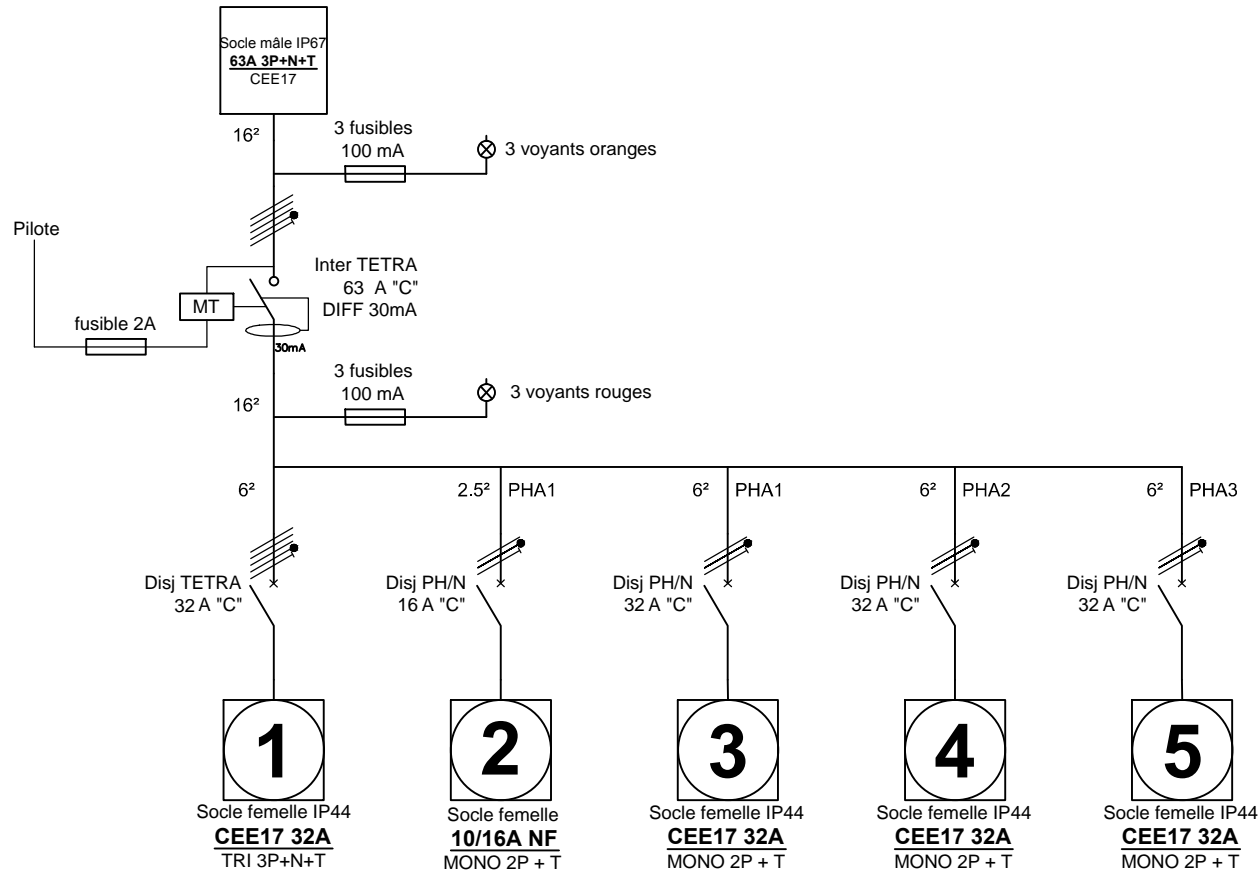 Socle mâle IP67
63A 3P+N+T
CEE17
16²
3 fusibles
100 mA
3 voyants oranges
Pilote
Inter TETRA
63 A "C"
DIFF 30mA
MT
fusible 2A
30mA
3 fusibles
100 mA
3 voyants rouges
16²
6²
2.5² PHA1
6² PHA1
6² PHA2
6² PHA3
Disj TETRA
32 A "C"
Disj PH/N
16 A "C"
Disj PH/N
32 A "C"
Disj PH/N
32 A "C"
Disj PH/N
32 A "C"
1
2
3
4
5
Socle femelle IP44
CEE17 32A
TRI 3P+N+T
Socle femelle
10/16A NF
MONO 2P + T
Socle femelle IP44
CEE17 32A
MONO 2P + T
Socle femelle IP44
CEE17 32A
MONO 2P + T
Socle femelle IP44
CEE17 32A
MONO 2P + T